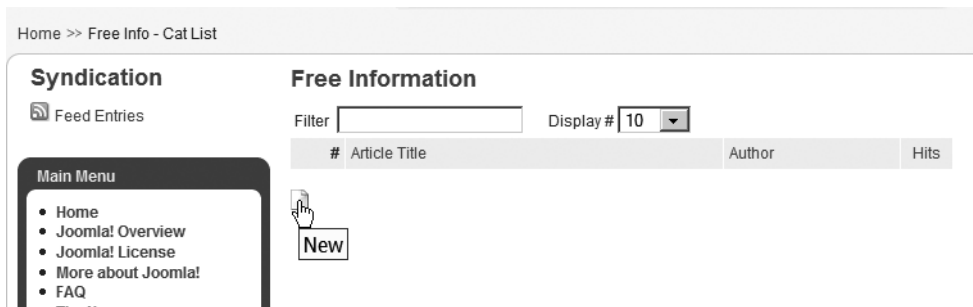 Home >> Free Info - Cat List
Syndication
Feed Entries
Main Menu
Home
Joomla! Overview
Joomla! License
More about Joomla!
FAQ
Free Information
Filter Display # 10
# Article Title Author Hits
New